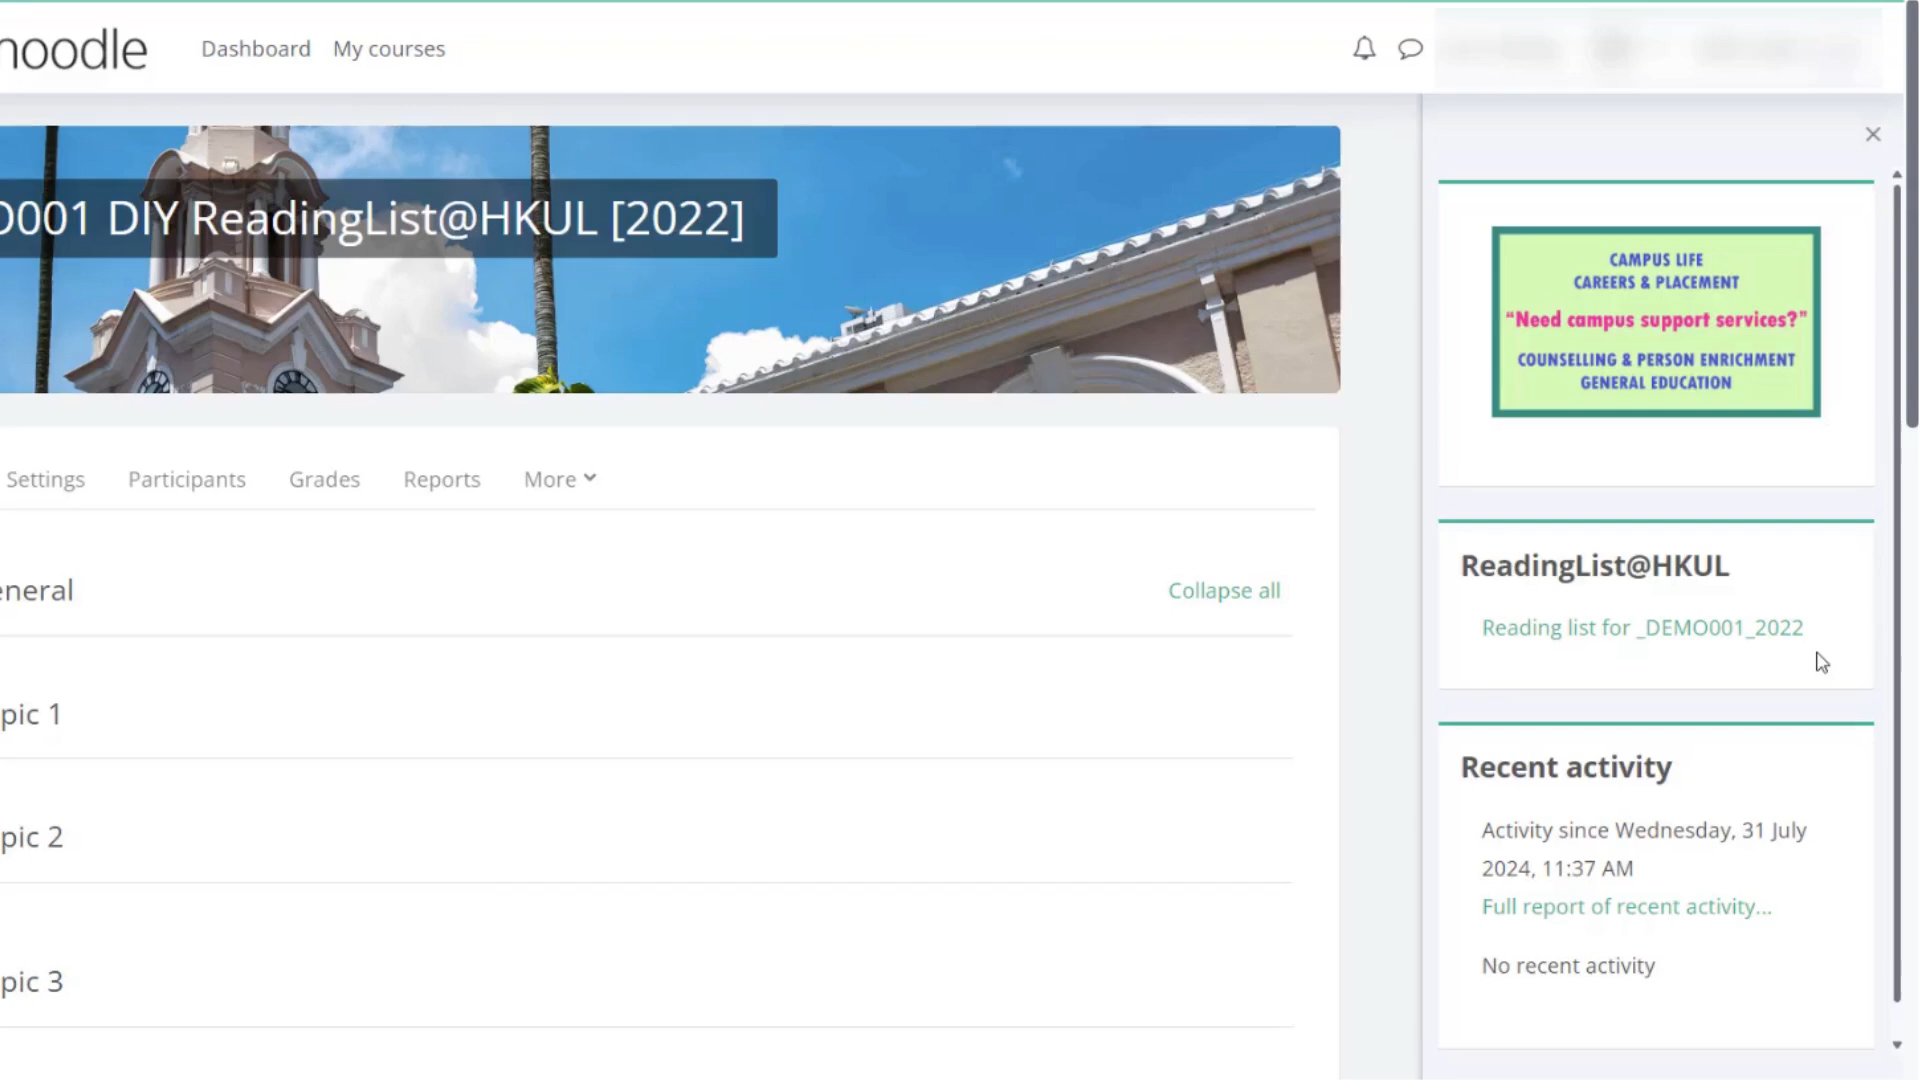 moodle
Dashboard
My courses
O001 DIY ReadingList@HKUL [2022]
CAMPUS LIFE
CAREERS & PLACEMENT
"Need campus support services?"
COUNSELLING & PERSON ENRICHMENT
GENERAL EDUCATION
Settings
Participants
Grades
Reports
More
eneral
Collapse all
pic 1
pic 2
pic 3
ReadingList@HKUL
Reading list for _DEMO001_2022
Recent activity
Activity since Wednesday, 31 July
2024, 11:37 AM
Full report of recent activity...
No recent activity